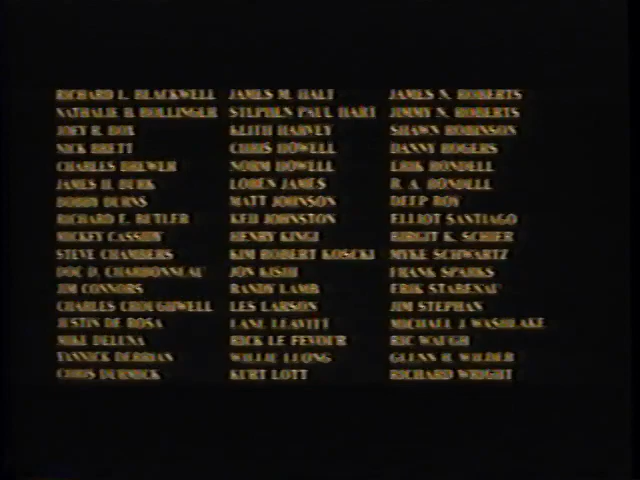 RICHARD L. BLACKWELL JAMES M. HALT JAMES N. ROBERTS
NATHALIE B. BOLLINGER STEPHEN PAUL HART JIMMY N. ROBERTS
JOEY R. BOX KEITH HARVEY SHAWN ROBINSON
NICK BRETT CHRIS HOWELL DANNY ROGERS
CHARLES BREWER NORM HOWELL ERIK RONDELL
JAMES H. BURK LOREN JAMES R. A. RONDELL
BOBBY BURNS MATT JOHNSON DEEP ROY
RICHARD E. BUTLER KEII JOHNSTON ELLIOT SANTIAGO
MICKEY CASSIDY HENRY KINGI BIRGIT K. SCHIER
STEVE CHAMBERS KIM ROBERT KOSCKI MYKE SCHWARTZ
DOC D. CHARBONNEAU JON KISHI FRANK SPARKS
JIM CONNORS RANDY LAMB ERIK STABENAU
CHARLES CROUGHWELL LES LARSON JIM STEPHAN
JUSTIN DE ROSA LANE LEAVITT MICHAEL J. WASHLAKE
MIKE DELUNA RICK LE FEVOUR RIC WAUGH
YANNICK DERRIAN WILLIE LEONG GLENN R. WILDER
CHRIS DURNICK KURT LOTT RICHARD WRIGHT